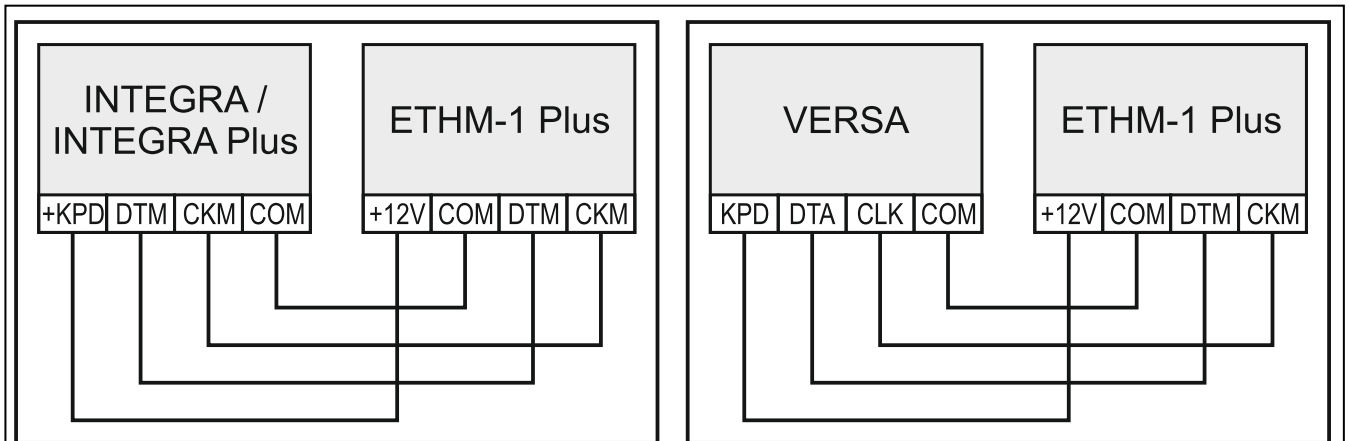 INTEGRA /
INTEGRA Plus
+KPD DTM CKM COM
ETHM-1 Plus
+12V COM DTM CKM
VERSA
KPD DTA CLK COM
ETHM-1 Plus
+12V COM DTM CKM